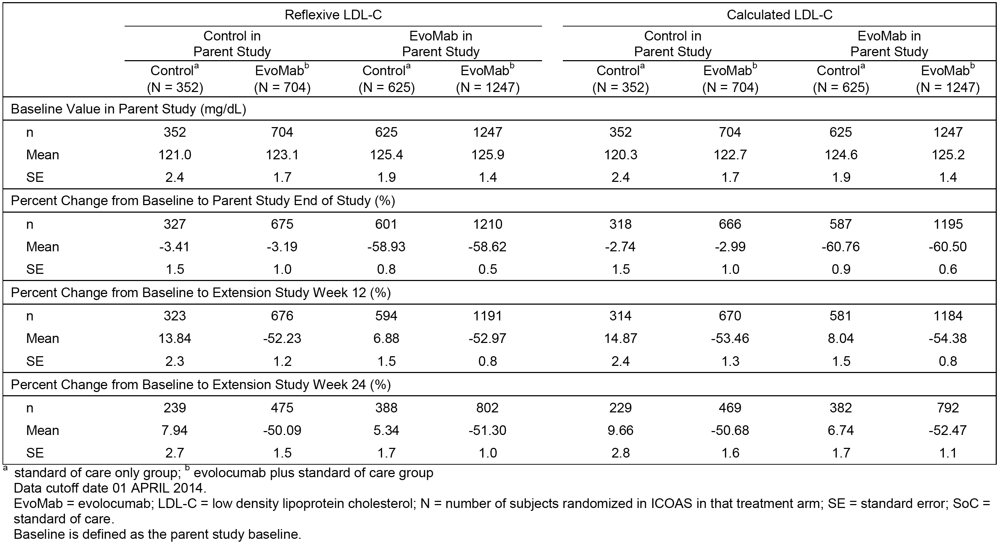 Reflexive LDL-C Calculated LDL-C
Control in EvoMab in Control in EvoMab in
Parent Study Parent Study Parent Study Parent Study
Control^a EvoMab^b Control^a EvoMab^b Control^a EvoMab^b Control^a EvoMab^b
(N = 352) (N = 704) (N = 625) (N = 1247) (N = 352) (N = 704) (N = 625) (N = 1247)
Baseline Value in Parent Study (mg/dL)
n 352 704 625 1247 352 704 625 1247
Mean 121.0 123.1 125.4 125.9 120.3 122.7 124.6 125.2
SE 2.4 1.7 1.9 1.4 2.4 1.7 1.9 1.4
Percent Change from Baseline to Parent Study End of Study (%)
n 327 675 601 1210 318 666 587 1195
Mean -3.41 -3.19 -58.93 -58.62 -2.74 -2.99 -60.76 -60.50
SE 1.5 1.0 0.8 0.5 1.5 1.0 0.9 0.6
Percent Change from Baseline to Extension Study Week 12 (%)
n 323 676 594 1191 314 670 581 1184
Mean 13.84 -52.23 6.88 -52.97 14.87 -53.46 8.04 -54.38
SE 2.3 1.2 1.5 0.8 2.4 1.3 1.5 0.8
Percent Change from Baseline to Extension Study Week 24 (%)
n 239 475 388 802 229 469 382 792
Mean 7.94 -50.09 5.34 -51.30 9.66 -50.68 6.74 -52.47
SE 2.7 1.5 1.7 1.0 2.8 1.6 1.7 1.1
^a standard of care only group; ^b evolocumab plus standard of care group
Data cutoff date 01 APRIL 2014.
EvoMab = evolocumab; LDL-C = low density lipoprotein cholesterol; N = number of subjects randomized in ICOAS in that treatment arm; SE = standard error; SoC =
standard of care.
Baseline is defined as the parent study baseline.